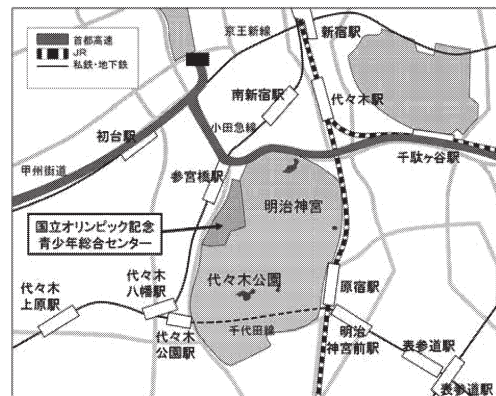 首都高速
JR
私鉄・地下鉄
京王新線
新宿駅
南新宿駅
代々木駅
小田急線
初台駅
甲州街道
千駄ヶ谷駅
参宮橋駅
明治神宮
国立オリンピック記念
青少年総合センター
代々木公園
代々木
上原駅
代々木
八幡駅
原宿駅
代々木
公園駅
千代田線
明治
神宮前駅
表参道駅
表参道駅